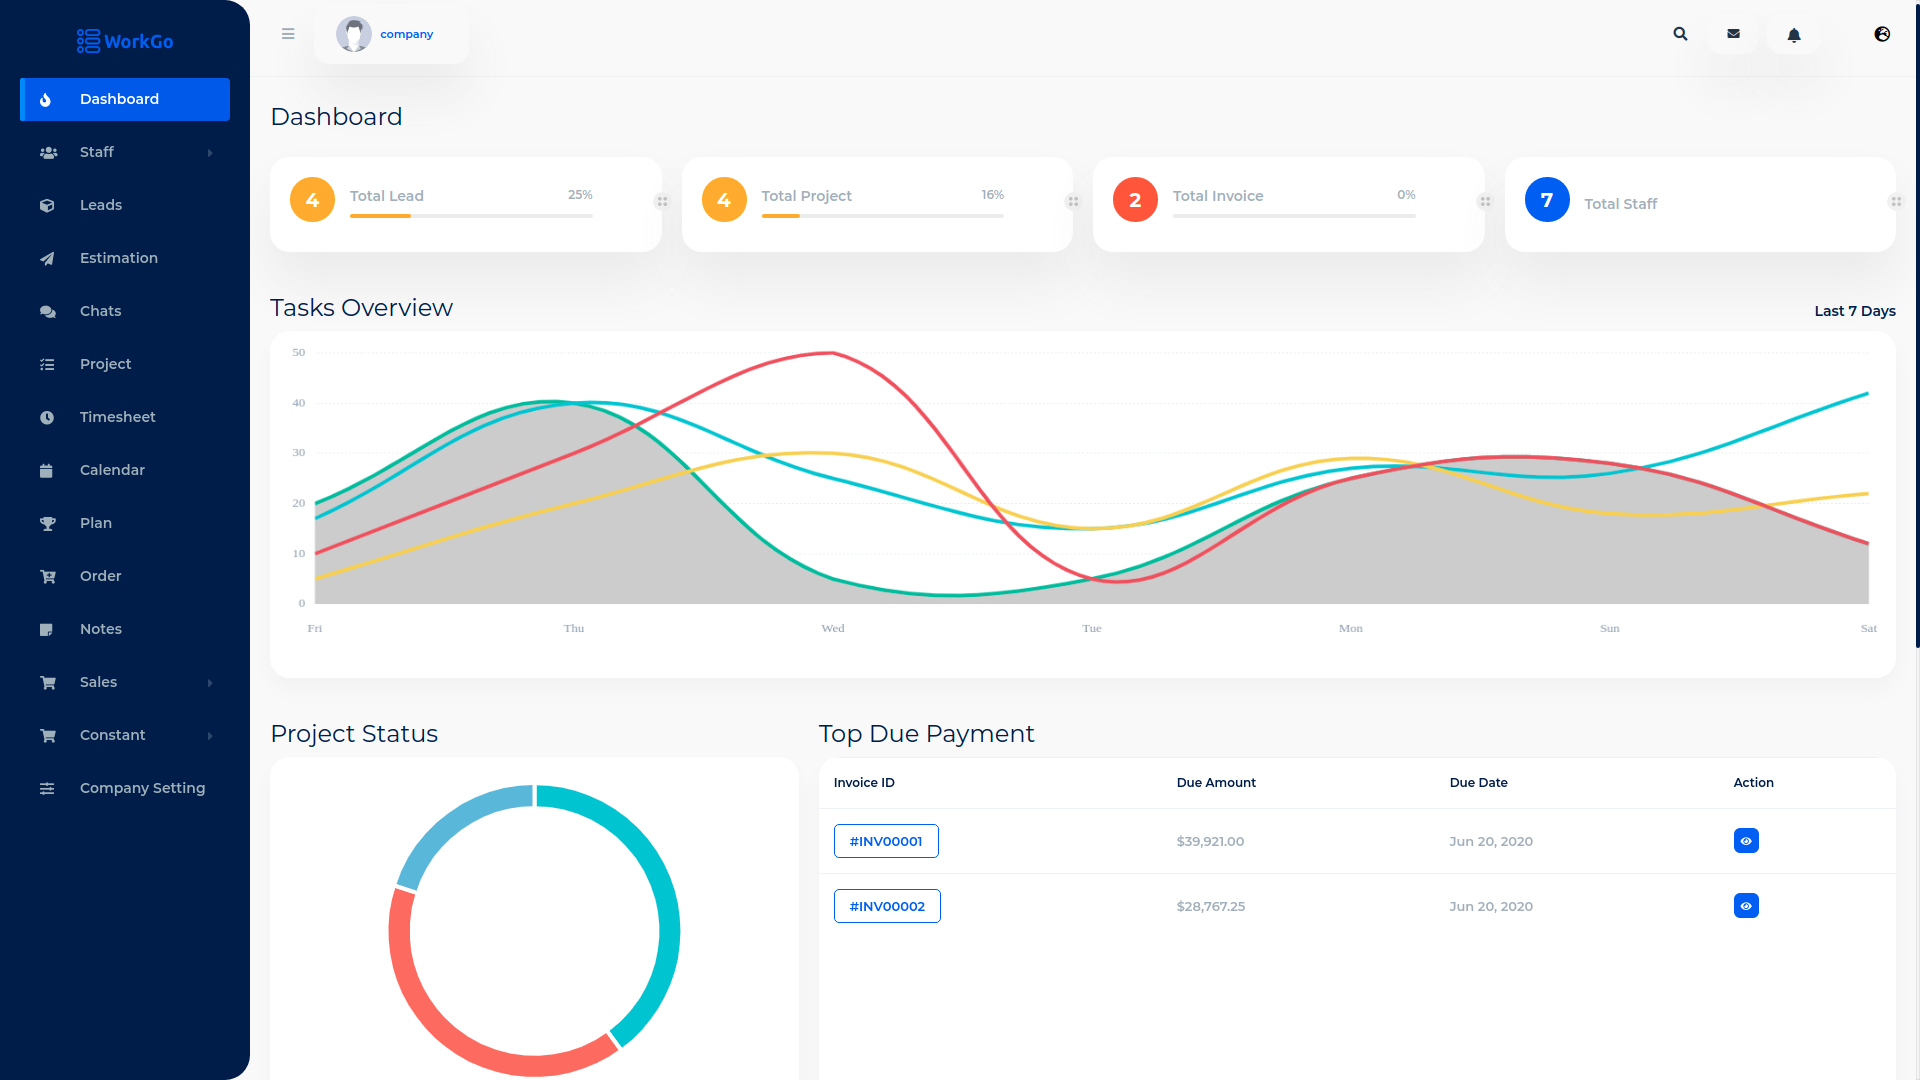 WorkGo
company
Dashboard
Staff
Leads
Estimation
Chats
Project
Timesheet
Calendar
Plan
Order
Notes
Sales
Constant
Company Setting
Dashboard
4 Total Lead 25%
4 Total Project 16%
2 Total Invoice 0%
7 Total Staff
Tasks Overview
Last 7 Days
50
40
30
20
10
0
Fri Thu Wed Tue Mon Sun Sat
Project Status
Top Due Payment
Invoice ID Due Amount Due Date Action
#INV00001 $39,921.00 Jun 20, 2020
#INV00002 $28,767.25 Jun 20, 2020